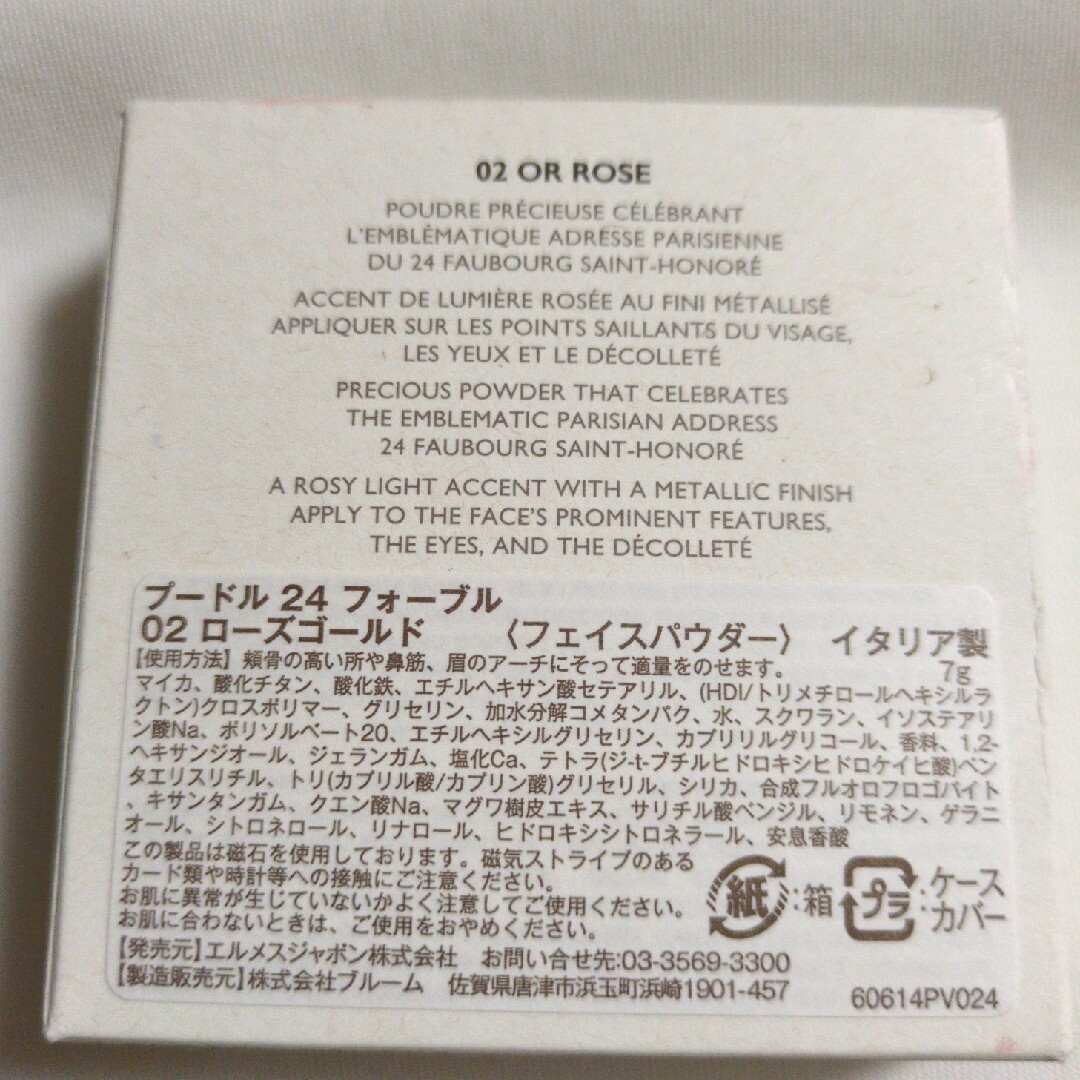 02 OR ROSE
POUDRE PRÉCIEUSE CÉLÉBRANT
L'EMBLÉMATIQUE ADRESSE PARISIENNE
DU 24 FAUBOURG SAINT-HONORÉ
ACCENT DE LUMIÈRE ROSÉE AU FINI MÉTALLISÉ
APPLIQUER SUR LES POINTS SAILLANTS DU VISAGE,
LES YEUX ET LE DÉCOLLETÉ
PRECIOUS POWDER THAT CELEBRATES
THE EMBLEMATIC PARISIAN ADDRESS
24 FAUBOURG SAINT-HONORÉ
A ROSY LIGHT ACCENT WITH A METALLIC FINISH
APPLY TO THE FACE'S PROMINENT FEATURES,
THE EYES, AND THE DÉCOLLETÉ
プードル 24 フォーブル
02 ローズゴールド 〈フェイスパウダー〉 イタリア製
【使用方法】頬骨の高い所や鼻筋、眉のアーチにそって適量をのせます。 7g
マイカ、酸化チタン、酸化鉄、エチルヘキサン酸セテアリル、(HDI/トリメチロールヘキシルラ
クトン)クロスポリマー、グリセリン、加水分解コメタンパク、水、スクワラン、イソステアリ
ン酸Na、ポリソルベート20、エチルヘキシルグリセリン、カプリリルグリコール、香料、1,2-
ヘキサンジオール、ジェランガム、塩化Ca、テトラ(ジ-t-ブチルヒドロキシヒドロケイヒ酸)ペン
タエリスリチル、トリ(カプリル酸/カプリン酸)グリセリル、シリカ、合成フルオロフロゴパイト
、キサンタンガム、クエン酸Na、マグワ樹皮エキス、サリチル酸ベンジル、リモネン、ゲラニ
オール、シトロネロール、リナロール、ヒドロキシシトロネラール、安息香酸
この製品は磁石を使用しております。磁気ストライプのある
カード類や時計等への接触にご注意ください。
お肌に異常が生じていないかよく注意してご使用ください。
お肌に合わないときは、ご使用をおやめください。
紙:箱 プラ:ケース
カバー
【発売元】エルメスジャポン株式会社 お問い合せ先:03-3569-3300
【製造販売元】株式会社ブルーム 佐賀県唐津市浜玉町浜崎1901-457
60614PV024